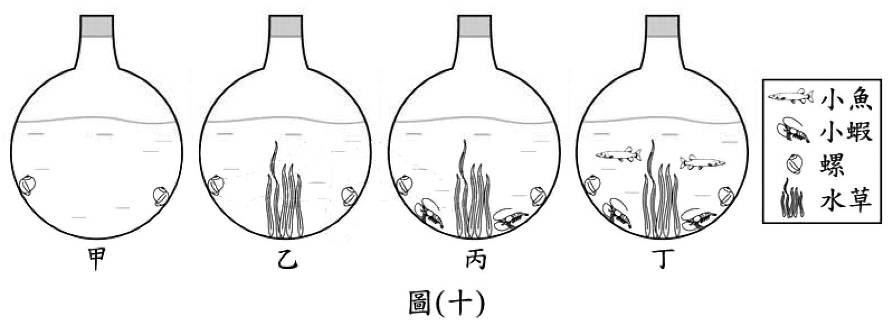 小魚
小蝦
螺
水草
甲 乙 丙 丁
圖(十)